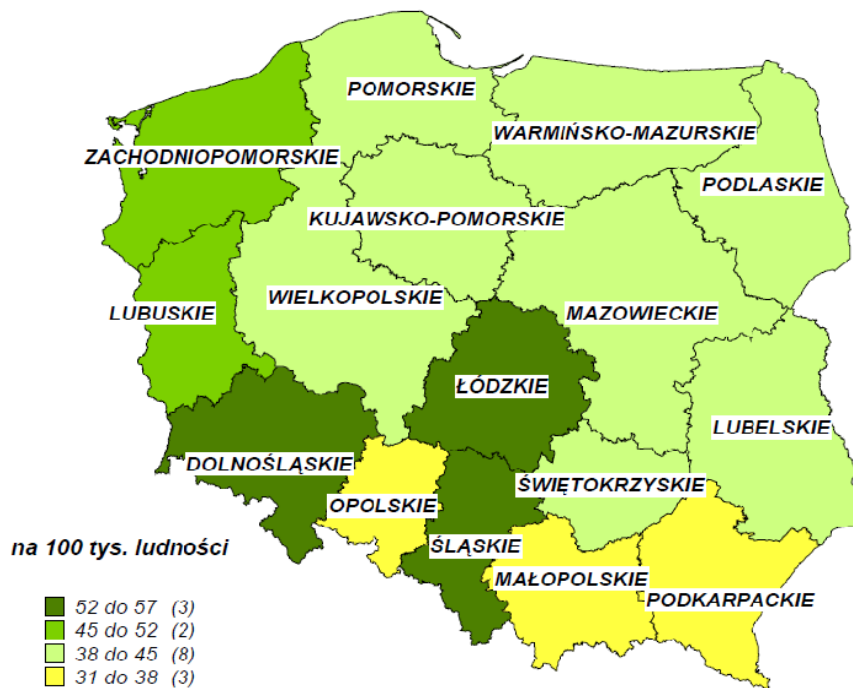 POMORSKIE
WARMIŃSKO-MAZURSKIE
ZACHODNIOPOMORSKIE
PODLASKIE
KUJAWSKO-POMORSKIE
WIELKOPOLSKIE
LUBUSKIE
MAZOWIECKIE
ŁÓDZKIE
LUBELSKIE
DOLNOŚLĄSKIE
ŚWIĘTOKRZYSKIE
OPOLSKIE
ŚLĄSKIE
MAŁOPOLSKIE
PODKARPACKIE
na 100 tys. ludności
52 do 57 (3)
45 do 52 (2)
38 do 45 (8)
31 do 38 (3)